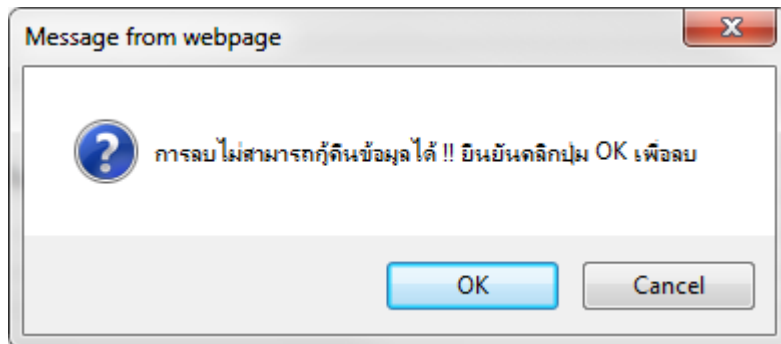 Message from webpage
x
การลบไม่สามารถกู้คืนข้อมูลได้ !! ยืนยันคลิกปุ่ม OK เพื่อลบ
OK
Cancel